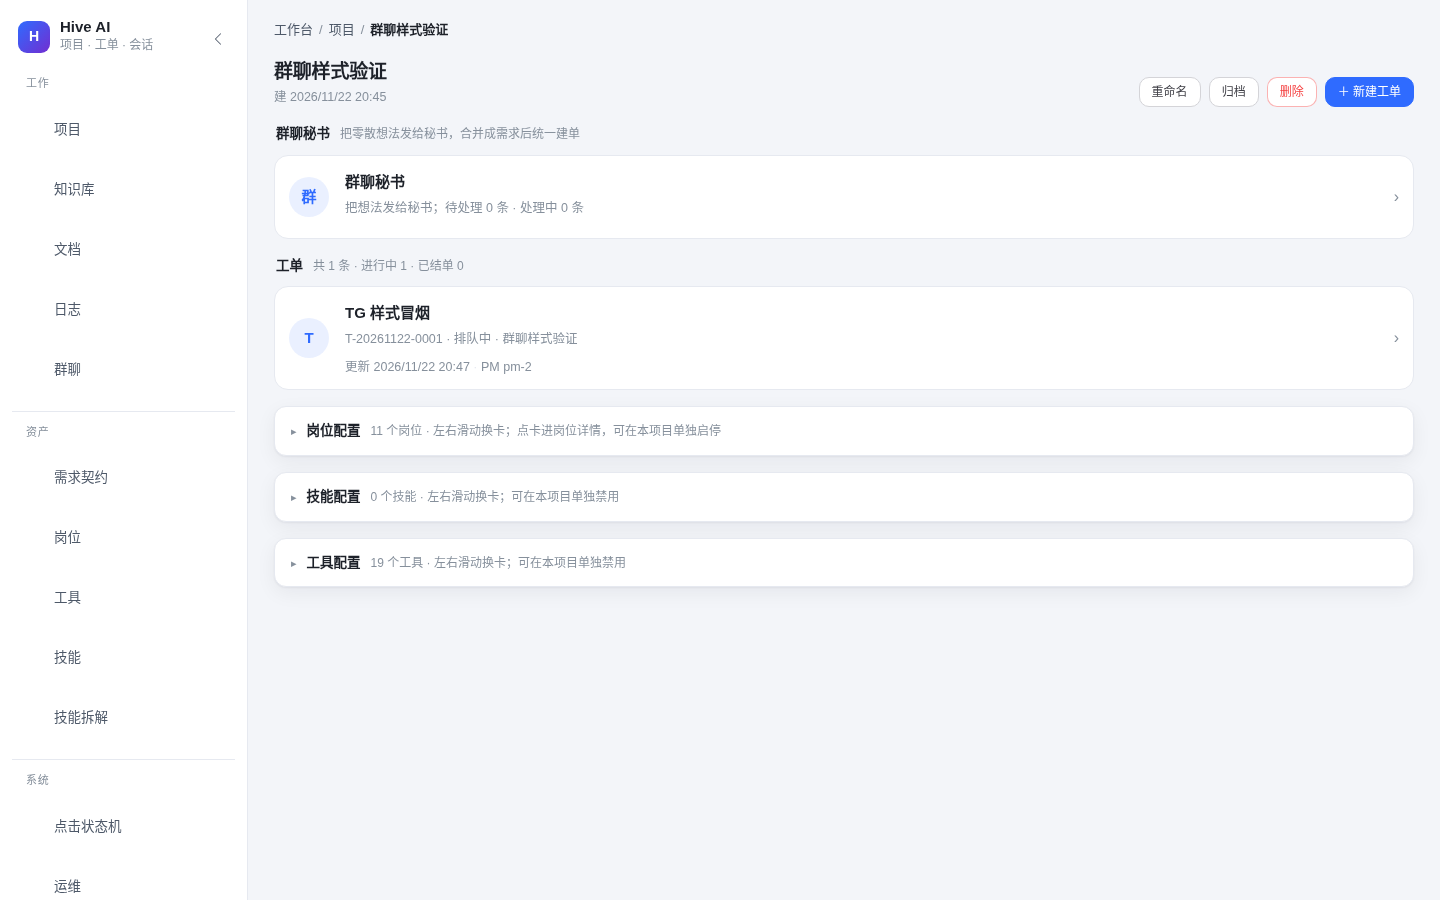 H
Hive AI
项目 · 工单 · 会话
工作
项目
知识库
文档
日志
群聊
资产
需求契约
岗位
工具
技能
技能拆解
系统
点击状态机
运维
工作台 / 项目 / 群聊样式验证
群聊样式验证
建 2026/11/22 20:45
重命名
归档
删除
＋ 新建工单
群聊秘书 把零散想法发给秘书，合并成需求后统一建单
群
群聊秘书
把想法发给秘书；待处理 0 条 · 处理中 0 条
›
工单 共 1 条 · 进行中 1 · 已结单 0
T
TG 样式冒烟
T-20261122-0001 · 排队中 · 群聊样式验证
更新 2026/11/22 20:47 PM pm-2
›
▸ 岗位配置 11 个岗位 · 左右滑动换卡；点卡进岗位详情，可在本项目单独启停
▸ 技能配置 0 个技能 · 左右滑动换卡；可在本项目单独禁用
▸ 工具配置 19 个工具 · 左右滑动换卡；可在本项目单独禁用